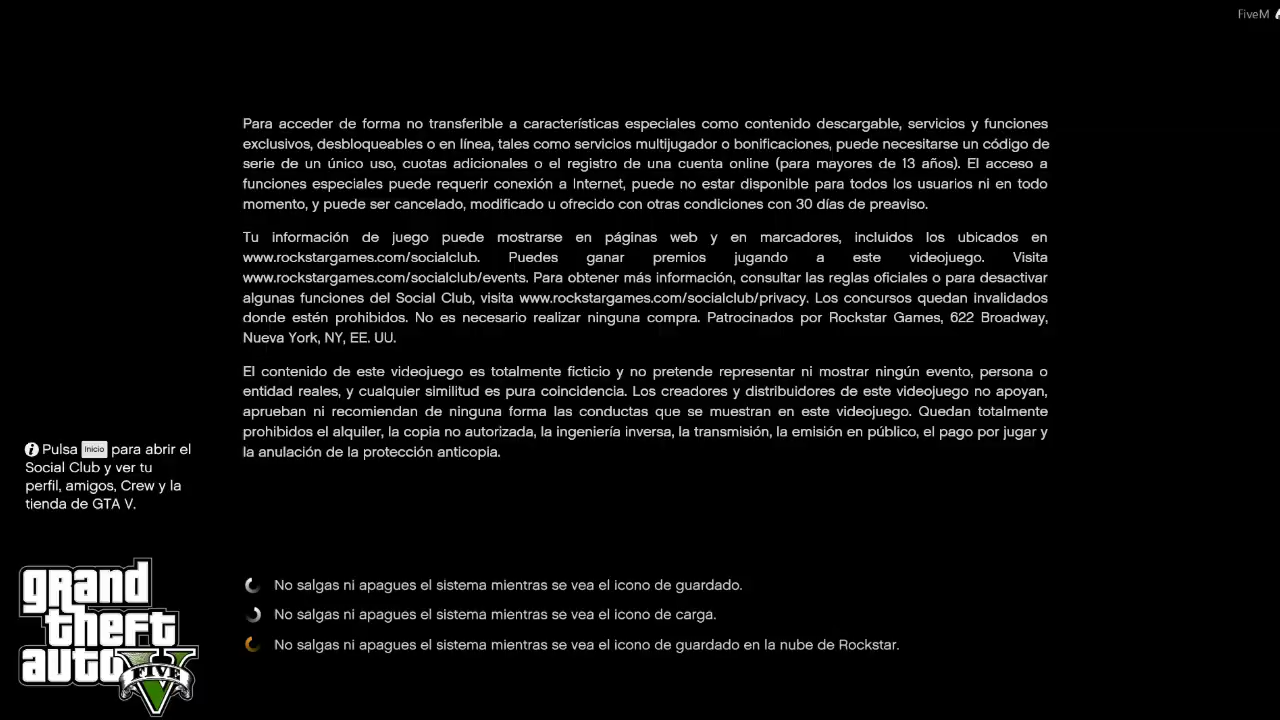 FiveM
Para acceder de forma no transferible a características especiales como contenido descargable, servicios y funciones
exclusivos, desbloqueables o en línea, tales como servicios multijugador o bonificaciones, puede necesitarse un código de
serie de un único uso, cuotas adicionales o el registro de una cuenta online (para mayores de 13 años). El acceso a
funciones especiales puede requerir conexión a Internet, puede no estar disponible para todos los usuarios ni en todo
momento, y puede ser cancelado, modificado u ofrecido con otras condiciones con 30 días de preaviso.
Tu información de juego puede mostrarse en páginas web y en marcadores, incluidos los ubicados en
www.rockstargames.com/socialclub. Puedes ganar premios jugando a este videojuego. Visita
www.rockstargames.com/socialclub/events. Para obtener más información, consultar las reglas oficiales o para desactivar
algunas funciones del Social Club, visita www.rockstargames.com/socialclub/privacy. Los concursos quedan invalidados
donde estén prohibidos. No es necesario realizar ninguna compra. Patrocinados por Rockstar Games, 622 Broadway,
Nueva York, NY, EE. UU.
El contenido de este videojuego es totalmente ficticio y no pretende representar ni mostrar ningún evento, persona o
entidad reales, y cualquier similitud es pura coincidencia. Los creadores y distribuidores de este videojuego no apoyan,
aprueban ni recomiendan de ninguna forma las conductas que se muestran en este videojuego. Quedan totalmente
prohibidos el alquiler, la copia no autorizada, la ingeniería inversa, la transmisión, la emisión en público, el pago por jugar y
la anulación de la protección anticopia.
Pulsa Inicio para abrir el
Social Club y ver tu
perfil, amigos, Crew y la
tienda de GTA V.
grand
theft
auto V
FIVE
No salgas ni apagues el sistema mientras se vea el icono de guardado.
No salgas ni apagues el sistema mientras se vea el icono de carga.
No salgas ni apagues el sistema mientras se vea el icono de guardado en la nube de Rockstar.